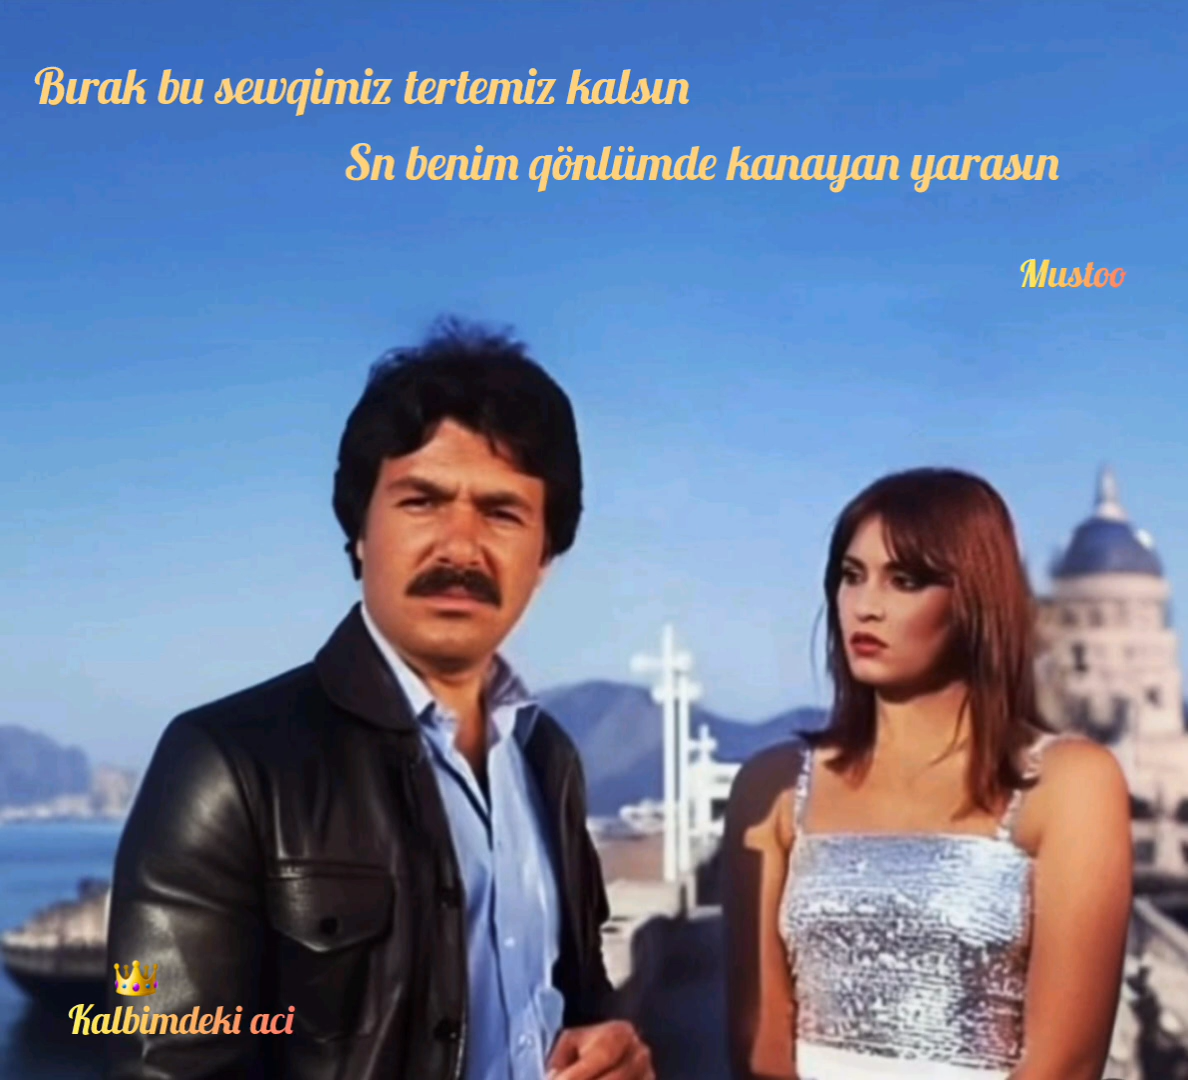 Bırak bu sewqimiz tertemiz kalsın
Sn benim qönlümde kanayan yarasın
Mustoo
Kalbimdeki aci